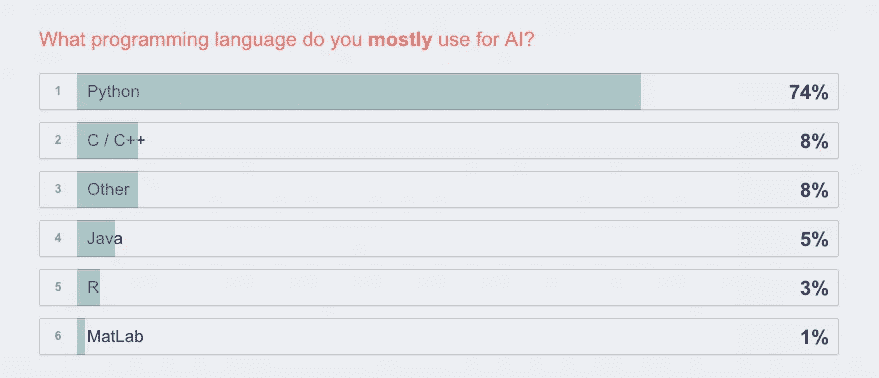 What programming language do you mostly use for AI?
1 Python 74%
2 C / C++ 8%
3 Other 8%
4 Java 5%
5 R 3%
6 MatLab 1%